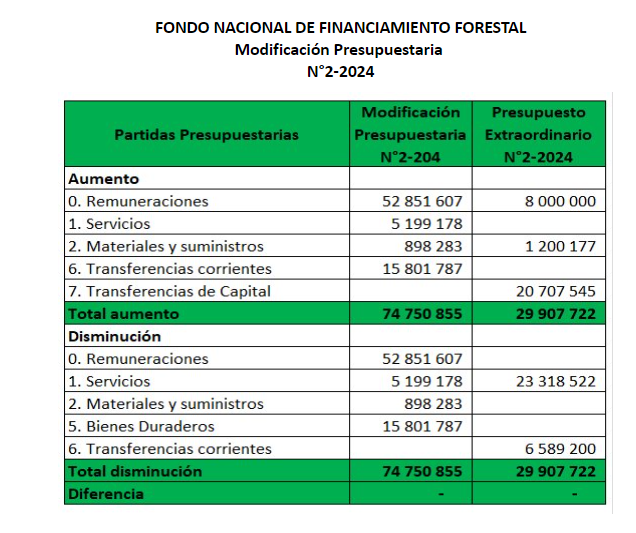 FONDO NACIONAL DE FINANCIAMIENTO FORESTAL
Modificación Presupuestaria
N°2-2024
Partidas Presupuestarias Modificación Presupuestaria N°2-204 Presupuesto Extraordinario N°2-2024
Aumento
0. Remuneraciones 52 851 607 8 000 000
1. Servicios 5 199 178
2. Materiales y suministros 898 283 1 200 177
6. Transferencias corrientes 15 801 787
7. Transferencias de Capital 20 707 545
Total aumento 74 750 855 29 907 722
Disminución
0. Remuneraciones 52 851 607
1. Servicios 5 199 178 23 318 522
2. Materiales y suministros 898 283
5. Bienes Duraderos 15 801 787
6. Transferencias corrientes 6 589 200
Total disminución 74 750 855 29 907 722
Diferencia - -